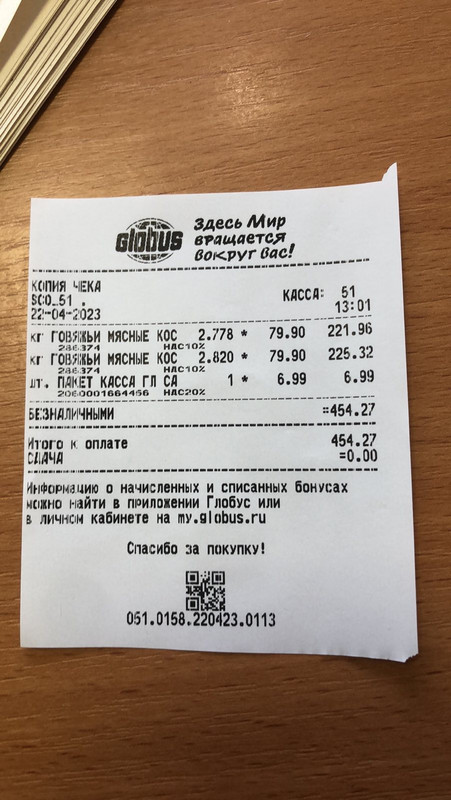 Globus
Здесь Мир
вращается
вокруг вас!
КОПИЯ ЧЕКА
SCO_51 . КАССА: 51
22-04-2023 13:01
кг ГОВЯЖЬИ МЯСНЫЕ КОС 2.778 * 79.90 221.96
286374 НАС10%
кг ГОВЯЖЬИ МЯСНЫЕ КОС 2.820 * 79.90 225.32
286374 НАС10%
шт. ПАКЕТ КАССА ГЛ СА 1 * 6.99 6.99
2060001664456 НАС20%
БЕЗНАЛИЧНЫМИ =454.27
Итого к оплате 454.27
СДАЧА =0.00
Информацию о начисленных и списанных бонусах
можно найти в приложении Глобус или
в личном кабинете на my.globus.ru
Спасибо за покупку!
051.0158.220423.0113